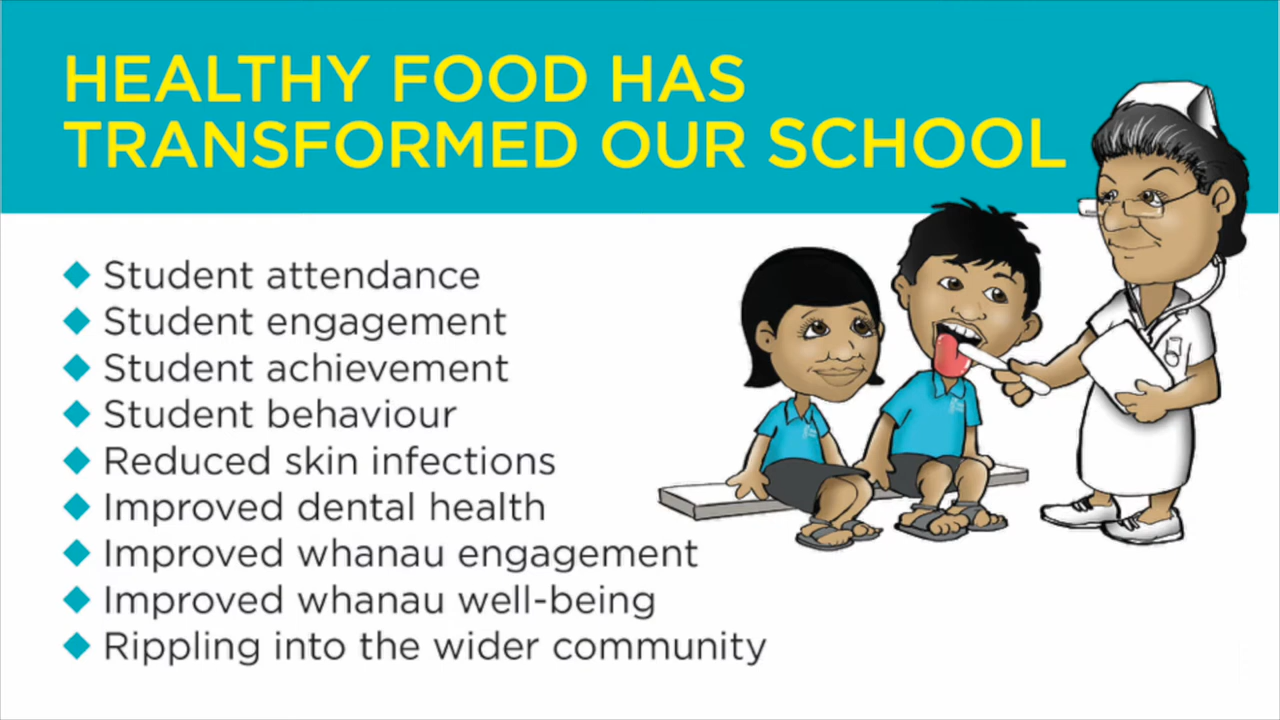 HEALTHY FOOD HAS
TRANSFORMED OUR SCHOOL
Student attendance
Student engagement
Student achievement
Student behaviour
Reduced skin infections
Improved dental health
Improved whanau engagement
Improved whanau well-being
Rippling into the wider community